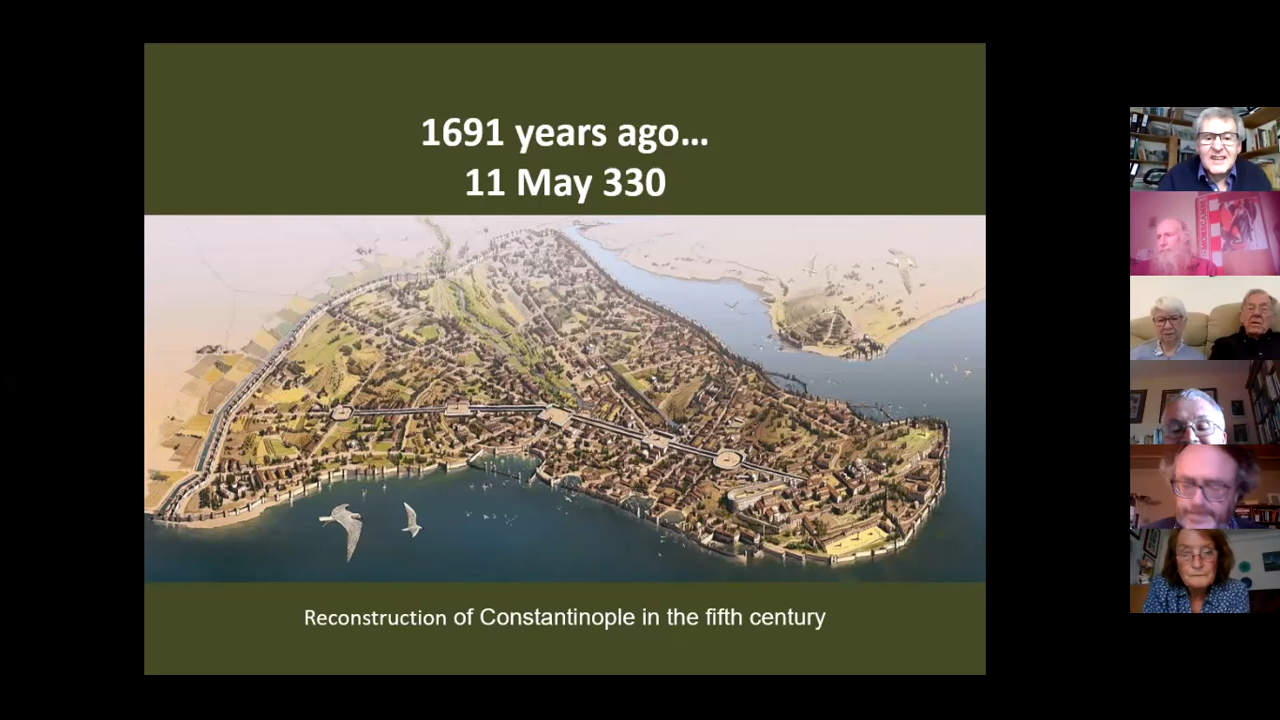 1691 years ago…
11 May 330
Reconstruction of Constantinople in the fifth century